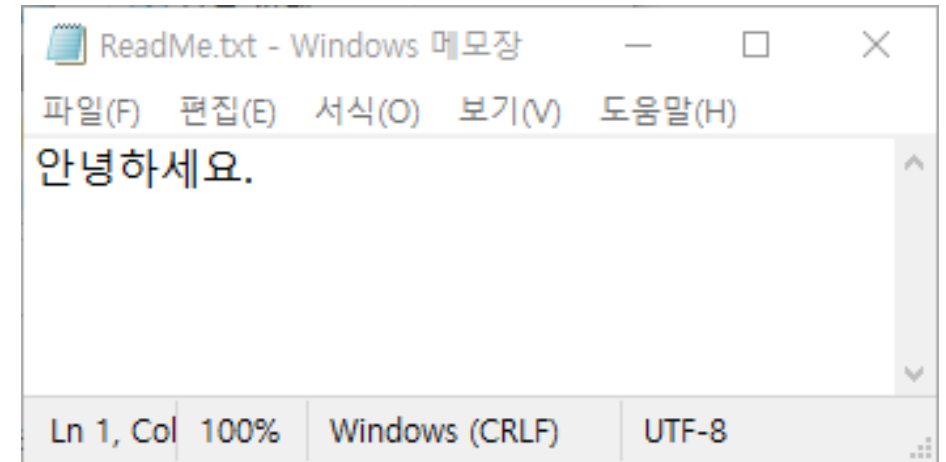 ReadMe.txt - Windows 메모장
파일(F) 편집(E) 서식(O) 보기(V) 도움말(H)
안녕하세요.
Ln 1, Col 100% Windows (CRLF) UTF-8